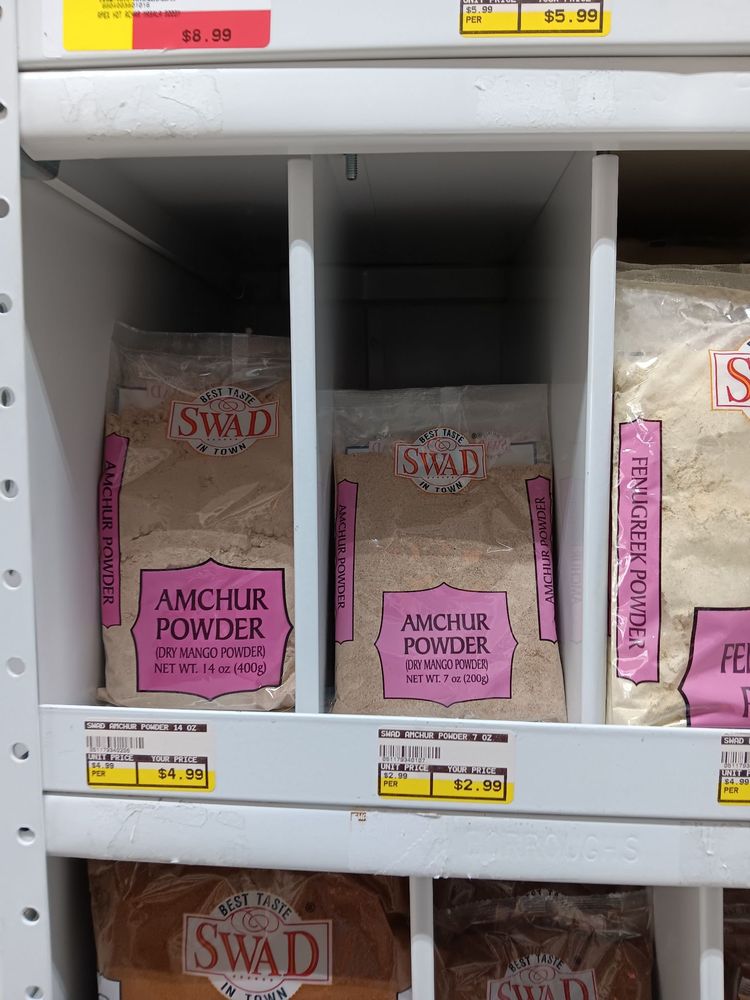 $8.99
$5.99
PER
$5.99
BEST TASTE
SWAD
IN TOWN
AMCHUR POWDER
AMCHUR
POWDER
(DRY MANGO POWDER)
NET WT. 14 oz (400g)
BEST TASTE
SWAD
IN TOWN
AMCHUR POWDER
AMCHUR POWDER
AMCHUR
POWDER
(DRY MANGO POWDER)
NET WT. 7 oz (200g)
FENUGREEK POWDER
SWAD AMCHUR POWDER 14 OZ
UNIT PRICE YOUR PRICE
$4.99
PER
$4.99
SWAD AMCHUR POWDER 7 OZ
UNIT PRICE YOUR PRICE
$2.99
PER
$2.99
SWAD
$4.99
PER
BEST TASTE
SWAD
IN TOWN
BEST TASTE
SWAD